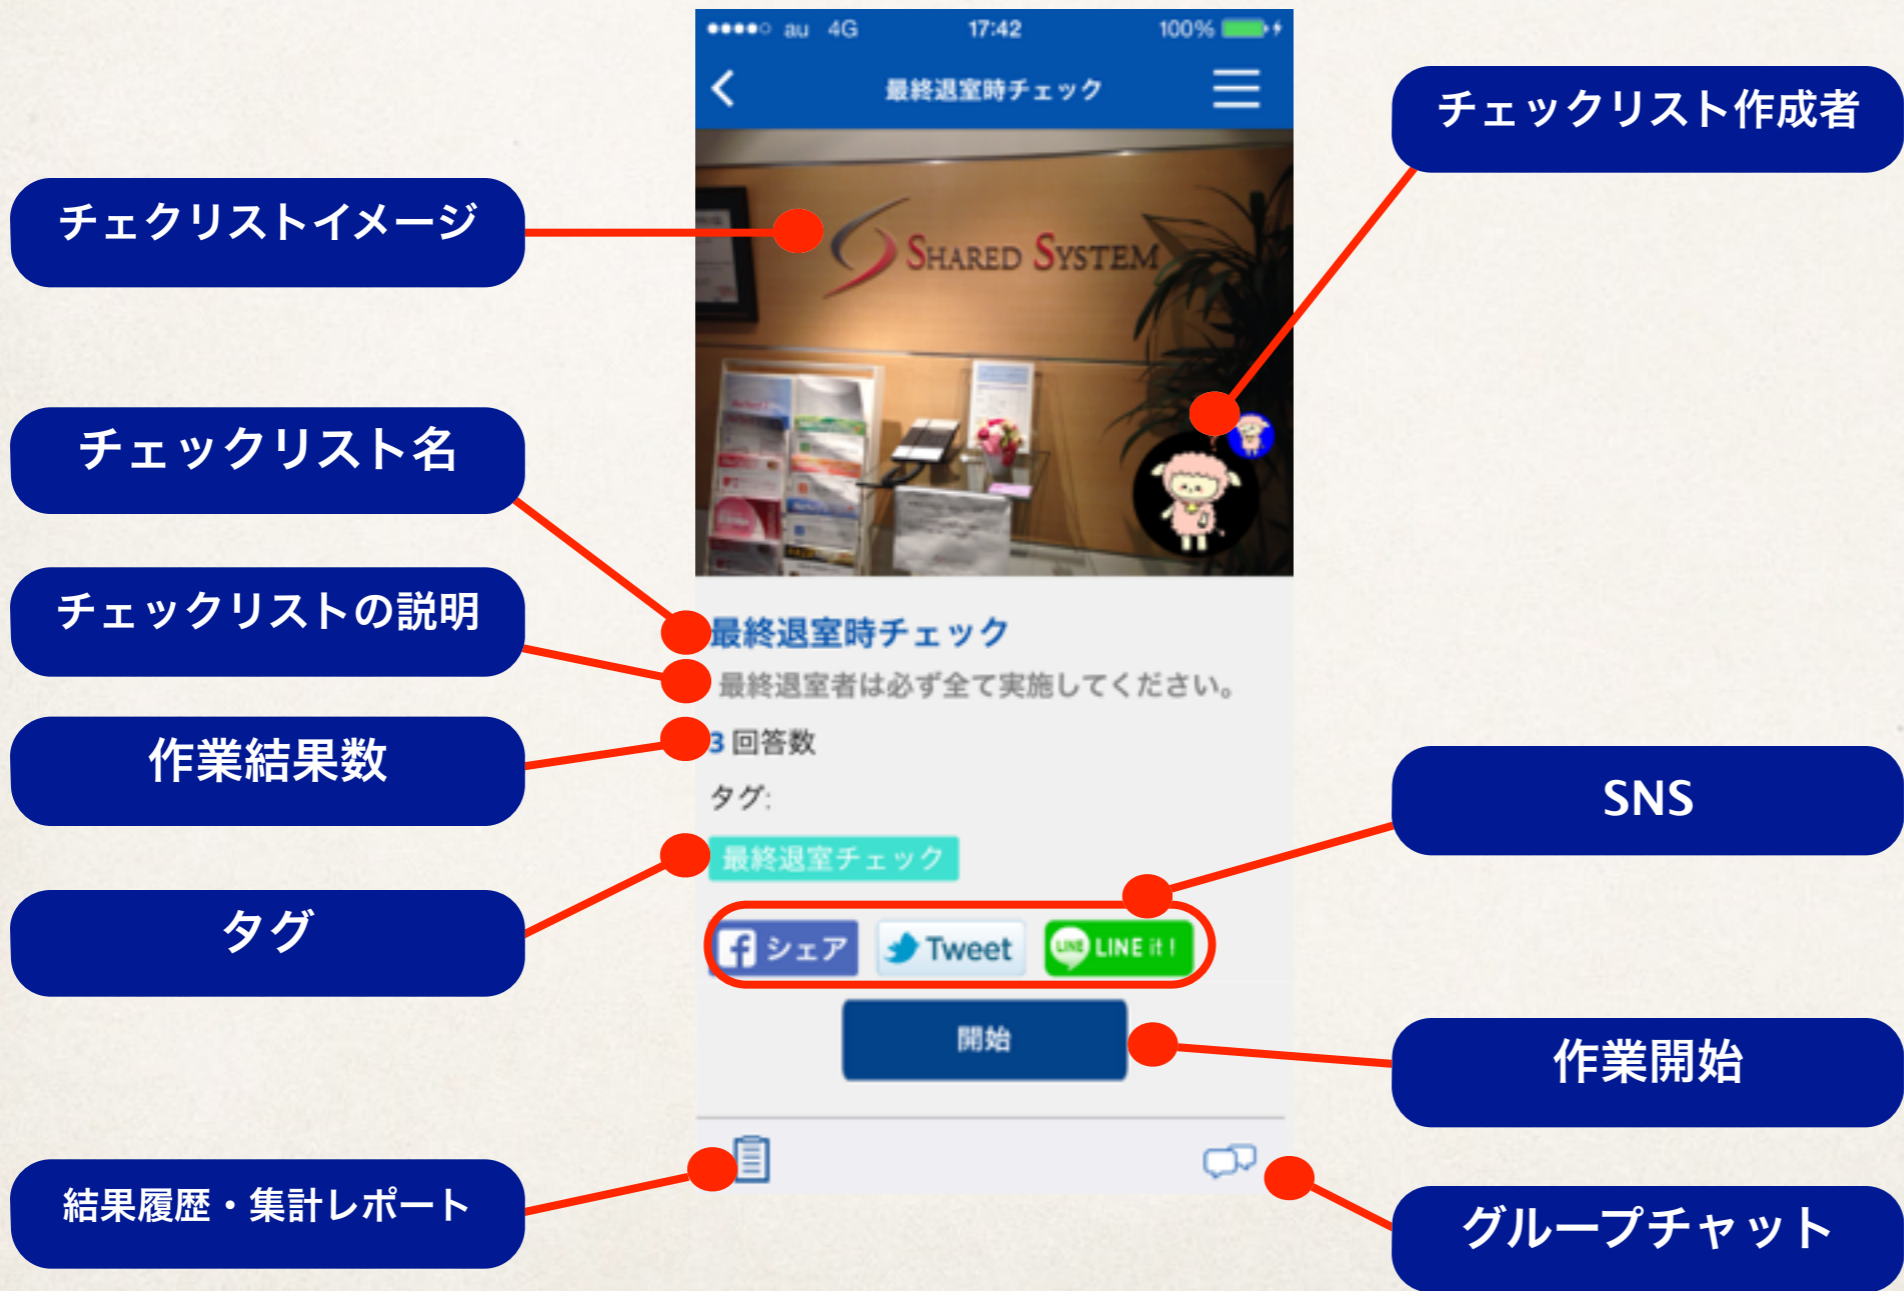 au 4G 17:42 100%
最終退室時チェック
チェックリスト作成者
チェクリストイメージ
SHARED SYSTEM
チェックリスト名
チェックリストの説明
最終退室時チェック
最終退室者は必ず全て実施してください。
作業結果数
3 回答数
タグ:
SNS
最終退室チェック
タグ
シェア
Tweet
LINE LINE it!
開始
作業開始
結果履歴・集計レポート
グループチャット